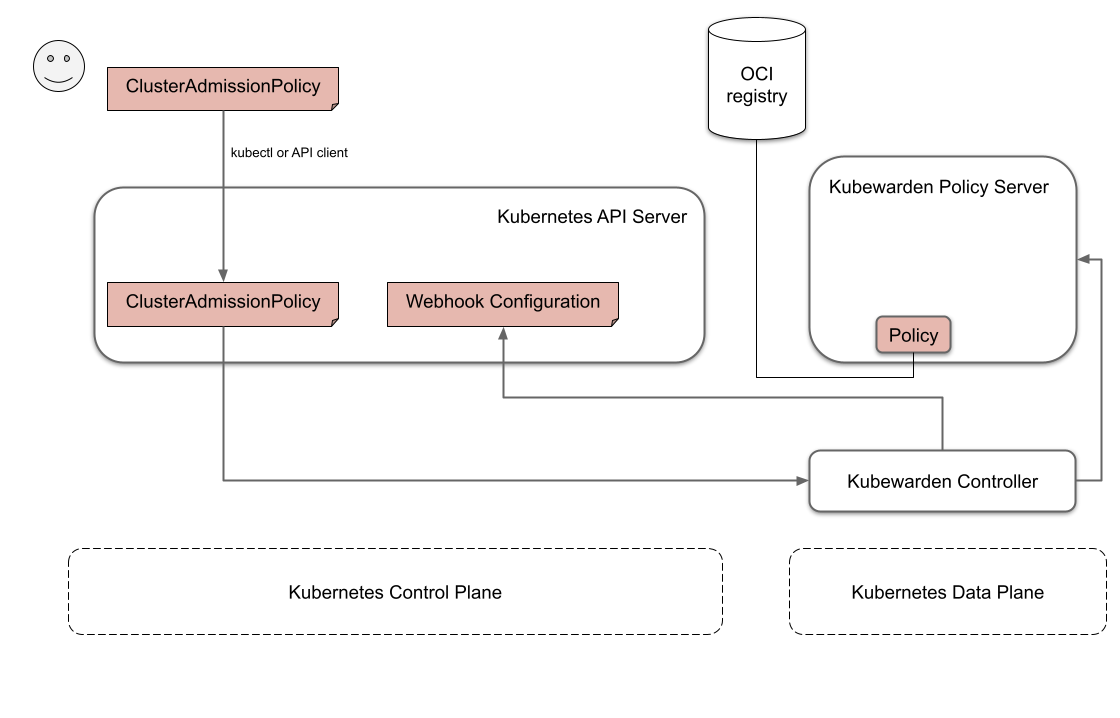 ClusterAdmissionPolicy
OCI
registry
kubectl or API client
Kubewarden Policy Server
Kubernetes API Server
ClusterAdmissionPolicy
Webhook Configuration
Policy
Kubewarden Controller
Kubernetes Control Plane
Kubernetes Data Plane